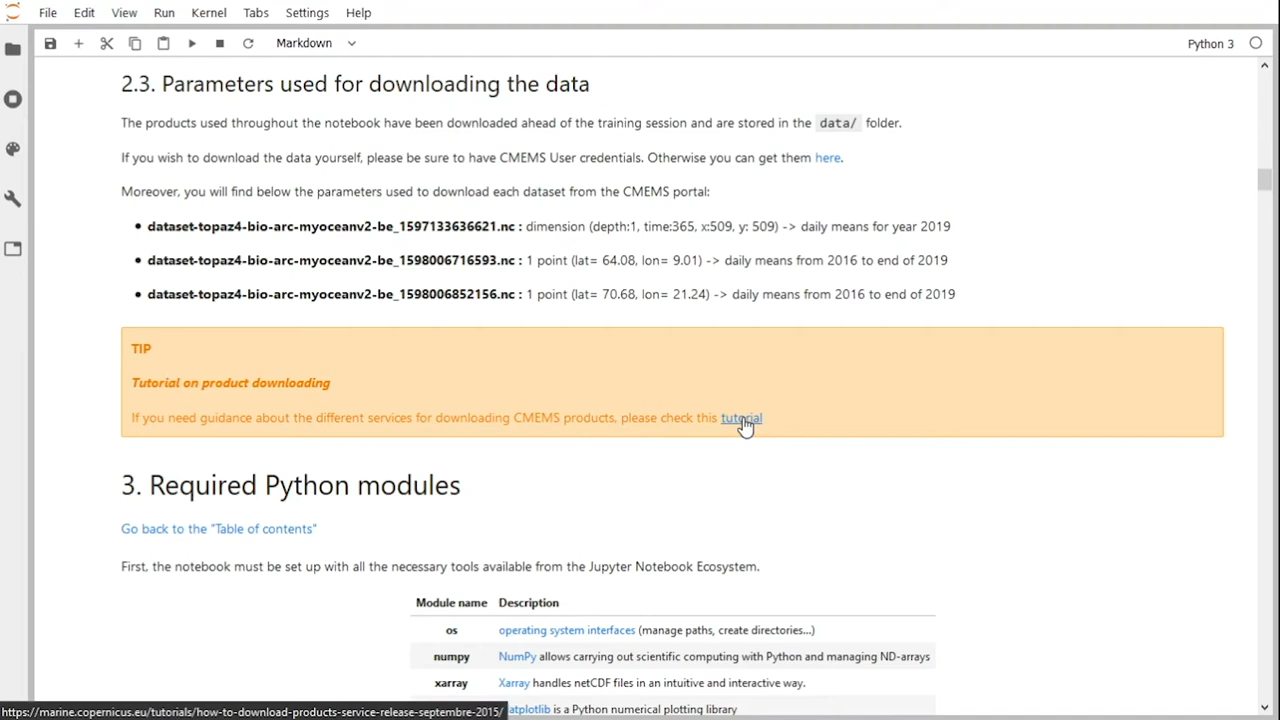 File Edit View Run Kernel Tabs Settings Help
Markdown
Python 3
2.3. Parameters used for downloading the data
The products used throughout the notebook have been downloaded ahead of the training session and are stored in the data/ folder.
If you wish to download the data yourself, please be sure to have CMEMS User credentials. Otherwise you can get them here.
Moreover, you will find below the parameters used to download each dataset from the CMEMS portal:
• dataset-topaz4-bio-arc-myoceanv2-be_1597133636621.nc : dimension (depth:1, time:365, x:509, y: 509) -> daily means for year 2019
• dataset-topaz4-bio-arc-myoceanv2-be_1598006716593.nc : 1 point (lat= 64.08, lon= 9.01) -> daily means from 2016 to end of 2019
• dataset-topaz4-bio-arc-myoceanv2-be_1598006852156.nc : 1 point (lat= 70.68, lon= 21.24) -> daily means from 2016 to end of 2019
TIP
Tutorial on product downloading
If you need guidance about the different services for downloading CMEMS products, please check this tutorial
3. Required Python modules
Go back to the "Table of contents"
First, the notebook must be set up with all the necessary tools available from the Jupyter Notebook Ecosystem.
Module name Description
os operating system interfaces (manage paths, create directories...)
numpy NumPy allows carrying out scientific computing with Python and managing ND-arrays
xarray Xarray handles netCDF files in an intuitive and interactive way.
atplotlib is a Python numerical plotting library
https://marine.copernicus.eu/tutorials/how-to-download-products-service-release-septembre-2015/